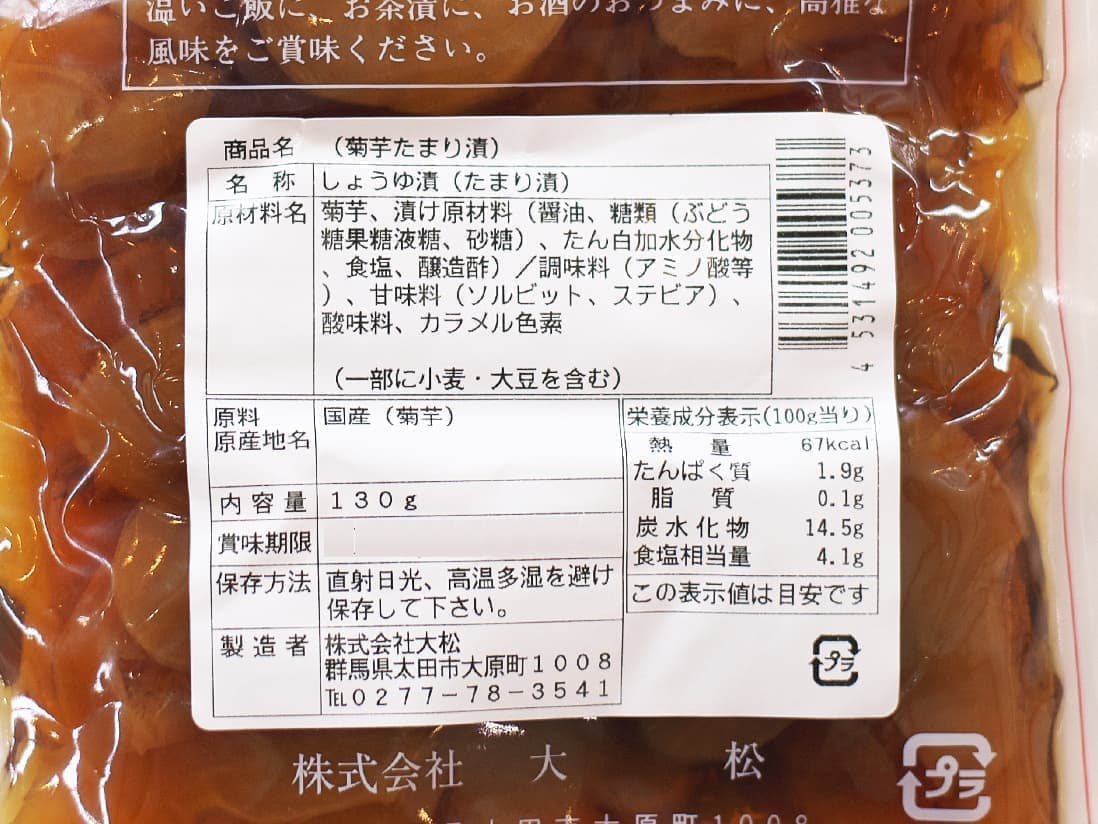 温いご飯に、お茶漬に、お酒のおつまみに、高雅な
風味をご賞味ください。
商品名 （菊芋たまり漬）
名称 しょうゆ漬（たまり漬）
原材料名 菊芋、漬け原材料（醤油、糖類（ぶどう
糖果糖液糖、砂糖）、たん白加水分化物
、食塩、醸造酢）／調味料（アミノ酸等
）、甘味料（ソルビット、ステビア）、
酸味料、カラメル色素
（一部に小麦・大豆を含む）
4 531492 005373
原料
原産地名 国産（菊芋）
内容量 １３０ｇ
賞味期限
保存方法 直射日光、高温多湿を避け
保存して下さい。
製造者 株式会社大松
群馬県太田市大原町１００８
℡０２７７－７８－３５４１
栄養成分表示(100g当り)
熱量 67kcal
たんぱく質 1.9g
脂質 0.1g
炭水化物 14.5g
食塩相当量 4.1g
この表示値は目安です
プラ
株式会社 大 松
プラ
太田市大原町1008